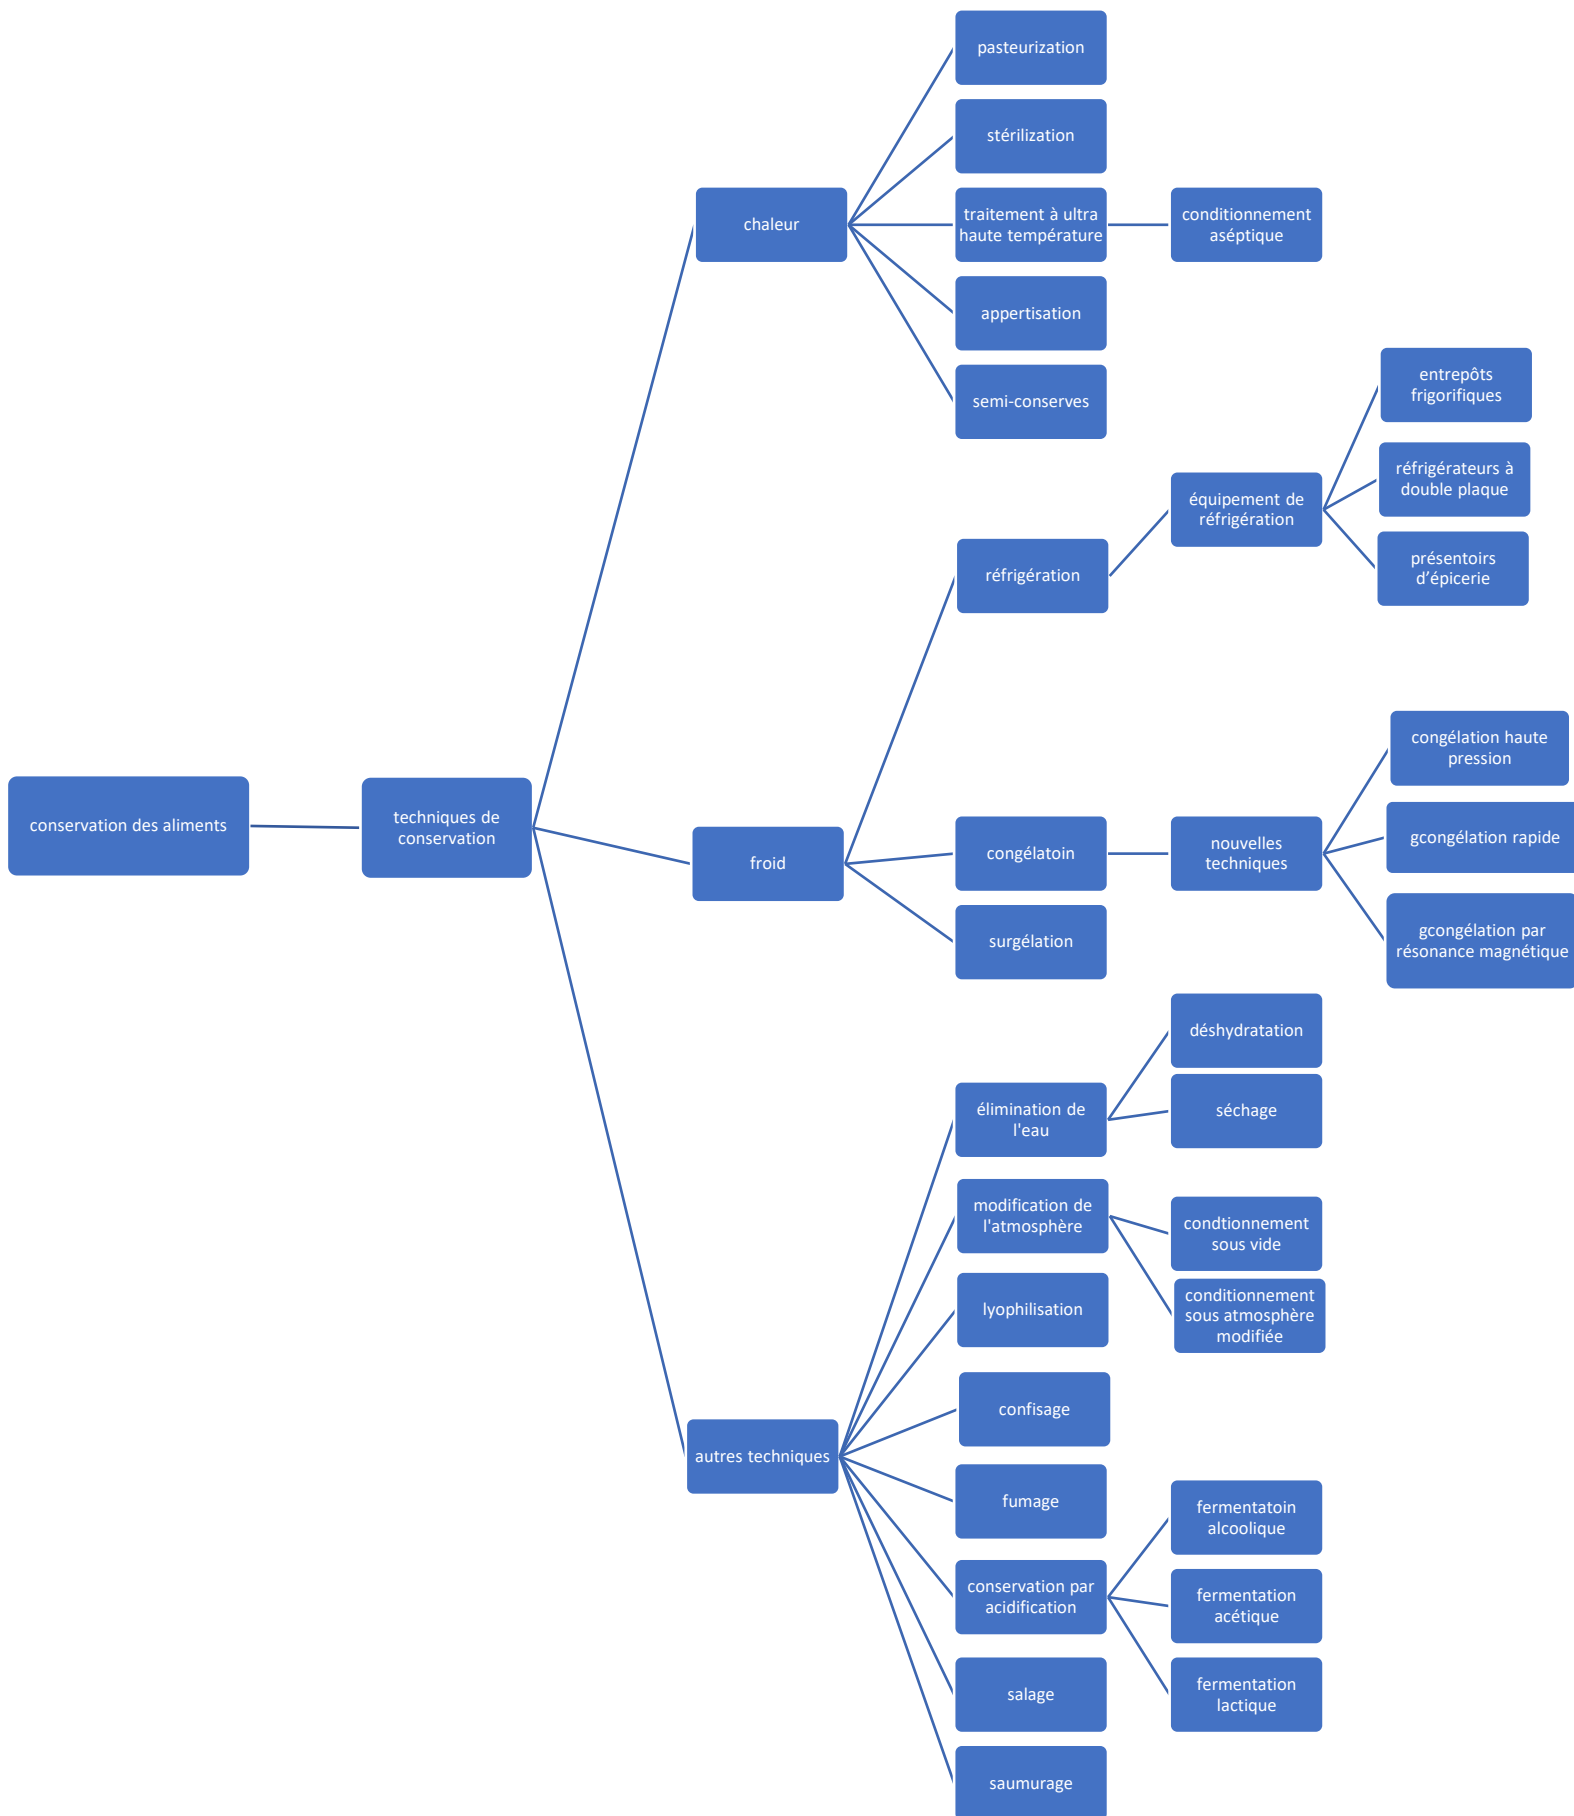 pasteurization
stérilization
chaleur
traitement à ultra
haute température
conditionnement
aséptique
appertisation
semi-conserves
entrepôts
frigorifiques
réfrigérateurs à
double plaque
équipement de
réfrigération
présentoirs
d’épicerie
réfrigération
congélation haute
pression
conservation des aliments
techniques de
conservation
froid
congélatoin
nouvelles
techniques
gcongélation rapide
surgélation
gcongélation par
résonance magnétique
déshydratation
élimination de
l'eau
séchage
modification de
l'atmosphère
condtionnement
sous vide
lyophilisation
conditionnement
sous atmosphère
modifiée
confisage
autres techniques
fumage
fermentatoin
alcoolique
conservation par
acidification
fermentation
acétique
salage
fermentation
lactique
saumurage